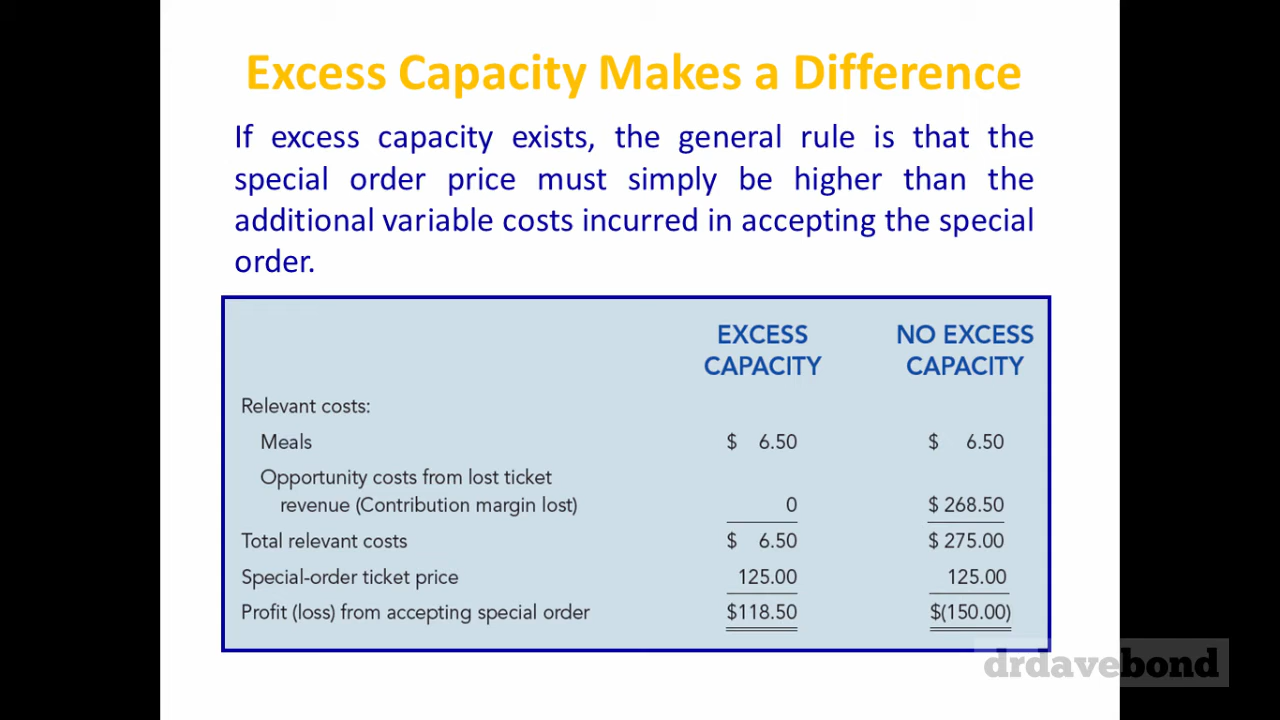 Excess Capacity Makes a Difference
If excess capacity exists, the general rule is that the
special order price must simply be higher than the
additional variable costs incurred in accepting the special
order.
EXCESS CAPACITY NO EXCESS CAPACITY
Relevant costs:
Meals $ 6.50 $ 6.50
Opportunity costs from lost ticket
revenue (Contribution margin lost) 0 $ 268.50
Total relevant costs $ 6.50 $ 275.00
Special-order ticket price 125.00 125.00
Profit (loss) from accepting special order $118.50 $(150.00)
drdavebond